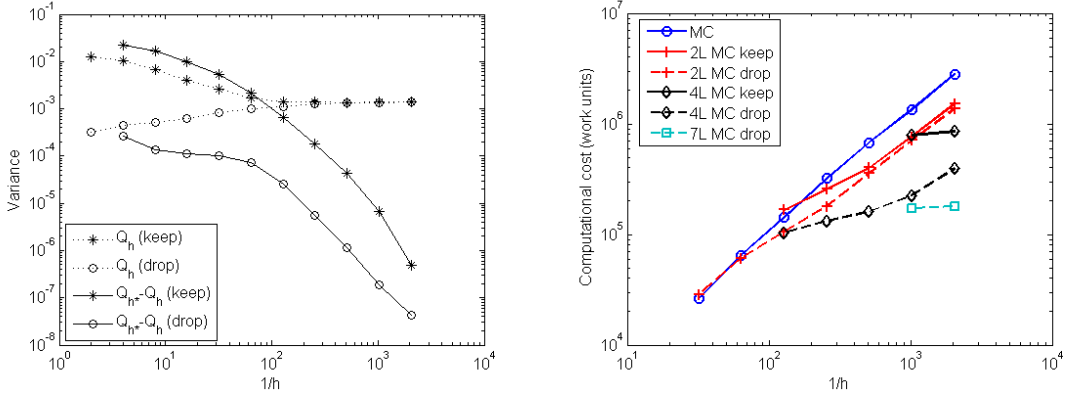 10^-1
10^-2
10^-3
10^-4
10^-5
10^-6
10^-7
10^-8
Variance
Q_h (keep)
Q_h (drop)
Q_h*-Q_h (keep)
Q_h*-Q_h (drop)
10^0
10^1
10^2
10^3
10^4
1/h
10^7
10^6
10^5
10^4
Computational cost (work units)
MC
2L MC keep
2L MC drop
4L MC keep
4L MC drop
7L MC drop
10^1
10^2
10^3
10^4
1/h